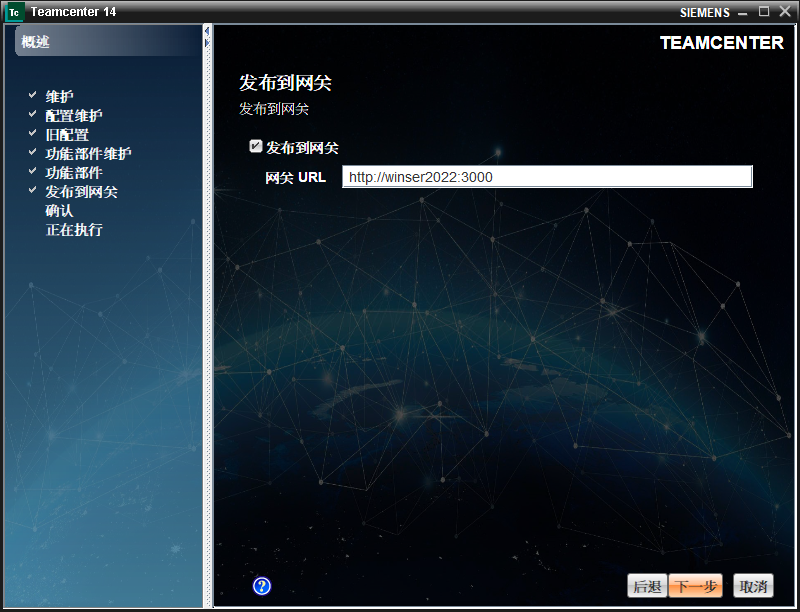 Tc Teamcenter 14
SIEMENS
概述
维护
配置维护
旧配置
功能部件维护
功能部件
发布到网关
确认
正在执行
TEAMCENTER
发布到网关
发布到网关
发布到网关
网关 URL http://winser2022:3000
?
后退 下一步 取消